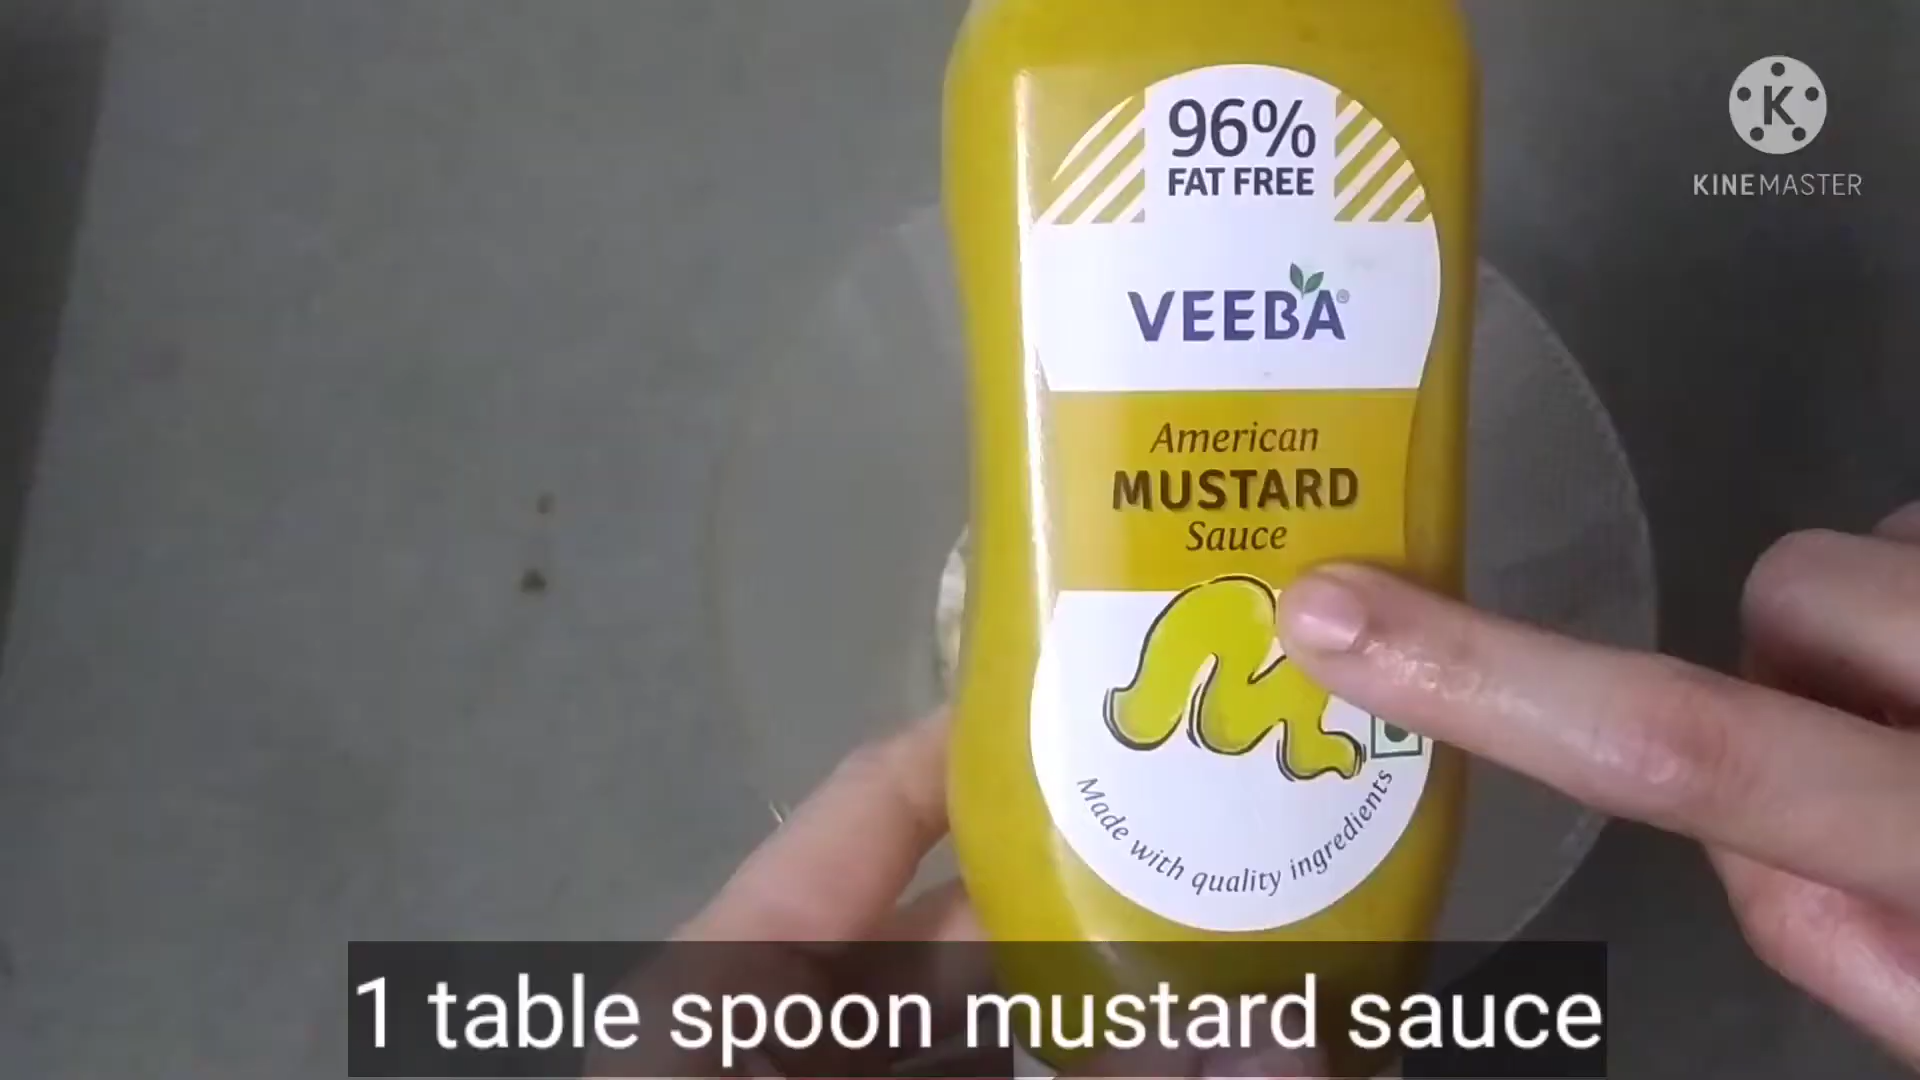 96%
FAT FREE
VEEBA®
American
MUSTARD
Sauce
Made with quality ingredients
K
KINEMASTER
1 table spoon mustard sauce